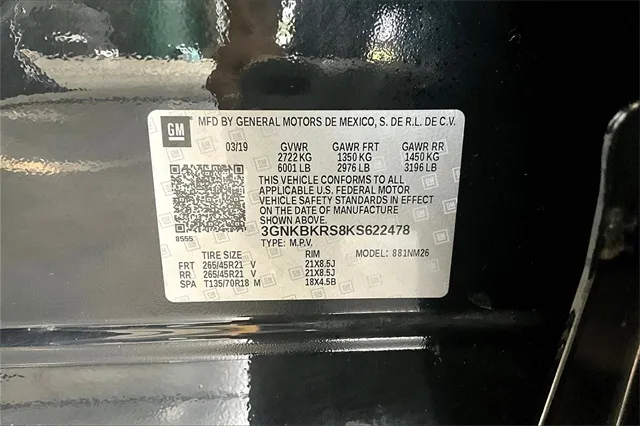 GM MFD BY GENERAL MOTORS DE MEXICO, S. DE R.L. DE C.V.
03/19 GVWR GAWR FRT GAWR RR
2722 KG 1350 KG 1450 KG
6001 LB 2976 LB 3196 LB
THIS VEHICLE CONFORMS TO ALL
APPLICABLE U.S. FEDERAL MOTOR
VEHICLE SAFETY STANDARDS IN EFFECT
ON THE DATE OF MANUFACTURE
SHOWN ABOVE.
8555 3GNKBKRS8KS622478
TYPE: M.P.V. MODEL: 881NM26
TIRE SIZE RIM
FRT 265/45R21 V 21X8.5J
RR 265/45R21 V 21X8.5J
SPA T135/70R18 M 18X4.5B